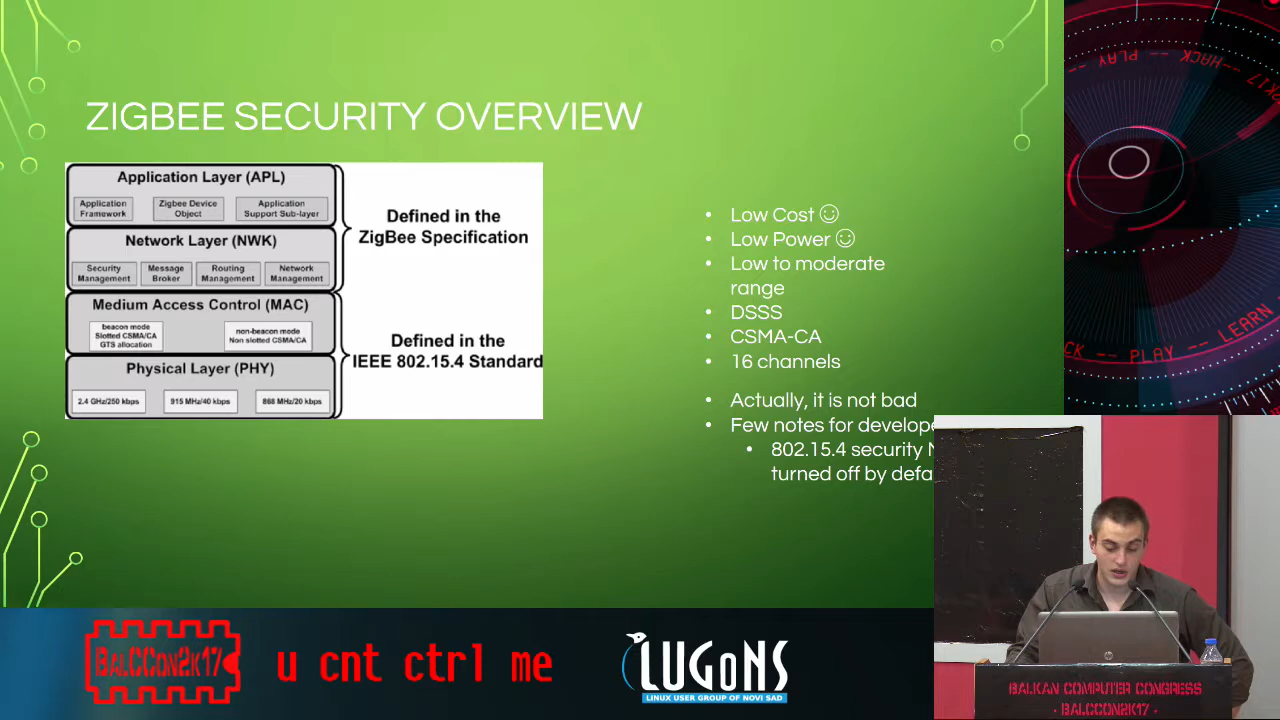 ZIGBEE SECURITY OVERVIEW
Application Layer (APL)
Application Framework
Zigbee Device Object
Application Support Sub-layer
Network Layer (NWK)
Security Management
Message Broker
Routing Management
Network Management
Defined in the
ZigBee Specification
Medium Access Control (MAC)
beacon mode
Slotted CSMA/CA
GTS allocation
non-beacon mode
Non slotted CSMA/CA
Physical Layer (PHY)
2.4 GHz/250 kbps
915 MHz/40 kbps
868 MHz/20 kbps
Defined in the
IEEE 802.15.4 Standard
• Low Cost ☺
• Low Power ☺
• Low to moderate
range
• DSSS
• CSMA-CA
• 16 channels
• Actually, it is not bad
• Few notes for develope
• 802.15.4 security
turned off by defa
HACK -- PLAY --
2K17
-- PLAY -- LEARN
BALCCON2K17
u cnt ctrl me
LUGoNS
LINUX USER GROUP OF NOVI SAD
BALKAN COMPUTER CONGRESS
- BALCCON2K17 -